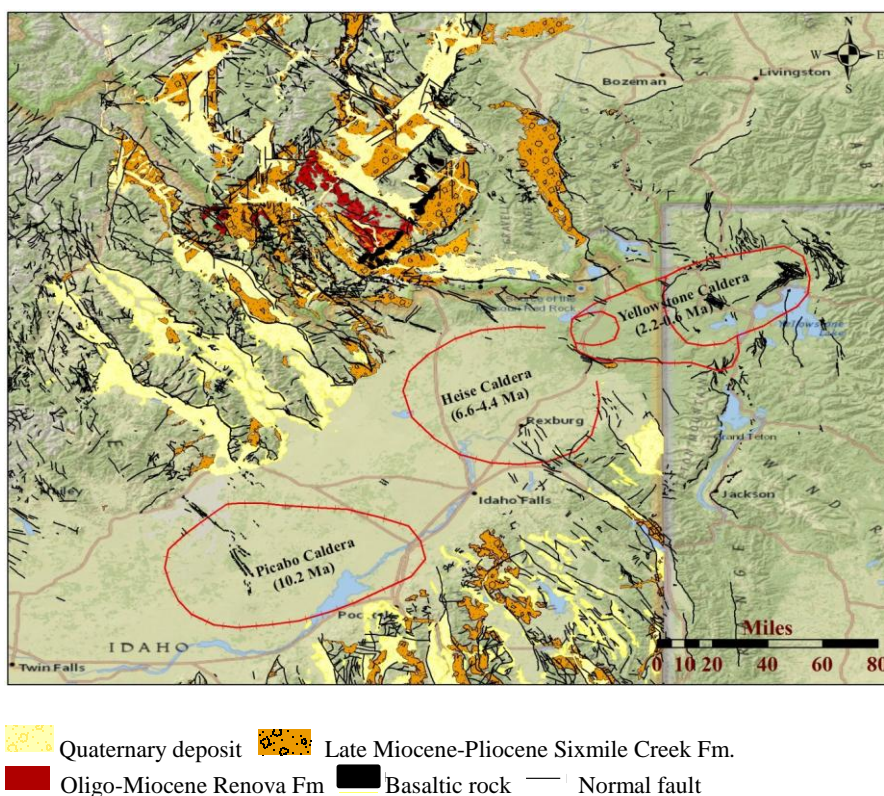 N
W E
S
Bozeman
Livingston
Yellowstone Caldera
(2.2-0.6 Ma)
Heise Caldera
(6.6-4.4 Ma)
Rexburg
Grand Teton
Idaho Falls
Jackson
Picabo Caldera
(10.2 Ma)
IDAHO
Twin Falls
Miles
0 10 20 40 60 80
Quaternary deposit Late Miocene-Pliocene Sixmile Creek Fm.
Oligo-Miocene Renova Fm Basaltic rock Normal fault